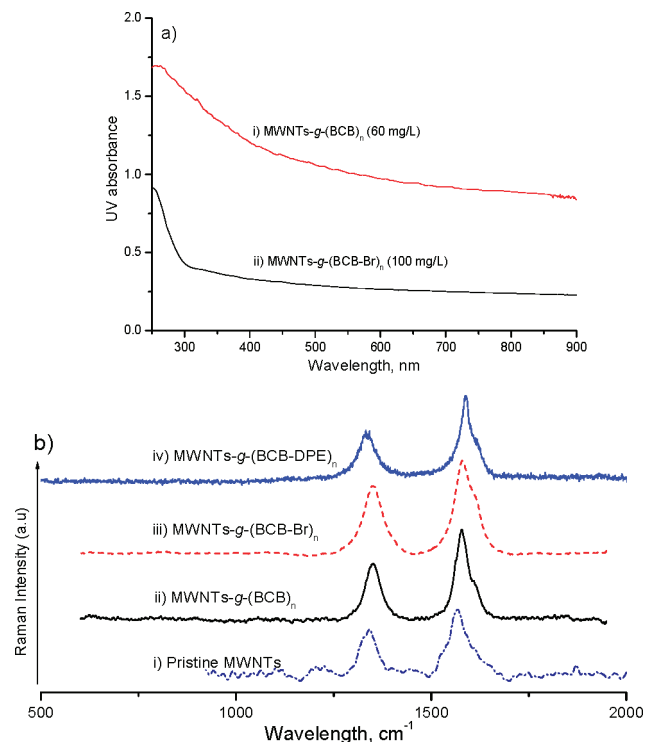 a)
2.0
1.5
1.0
0.5
0.0
UV absorbance
i) MWNTs-g-(BCB)n (60 mg/L)
ii) MWNTs-g-(BCB-Br)n (100 mg/L)
300 400 500 600 700 800 900
Wavelength, nm
b)
Raman Intensity (a.u)
iv) MWNTs-g-(BCB-DPE)n
iii) MWNTs-g-(BCB-Br)n
ii) MWNTs-g-(BCB)n
i) Pristine MWNTs
500 1000 1500 2000
Wavelength, cm-1